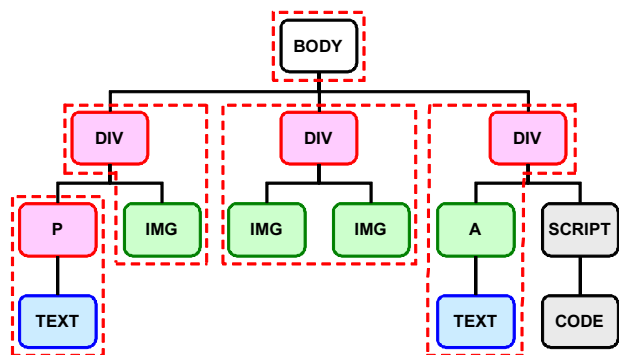 BODY
DIV DIV DIV
P IMG IMG IMG A SCRIPT
TEXT TEXT CODE